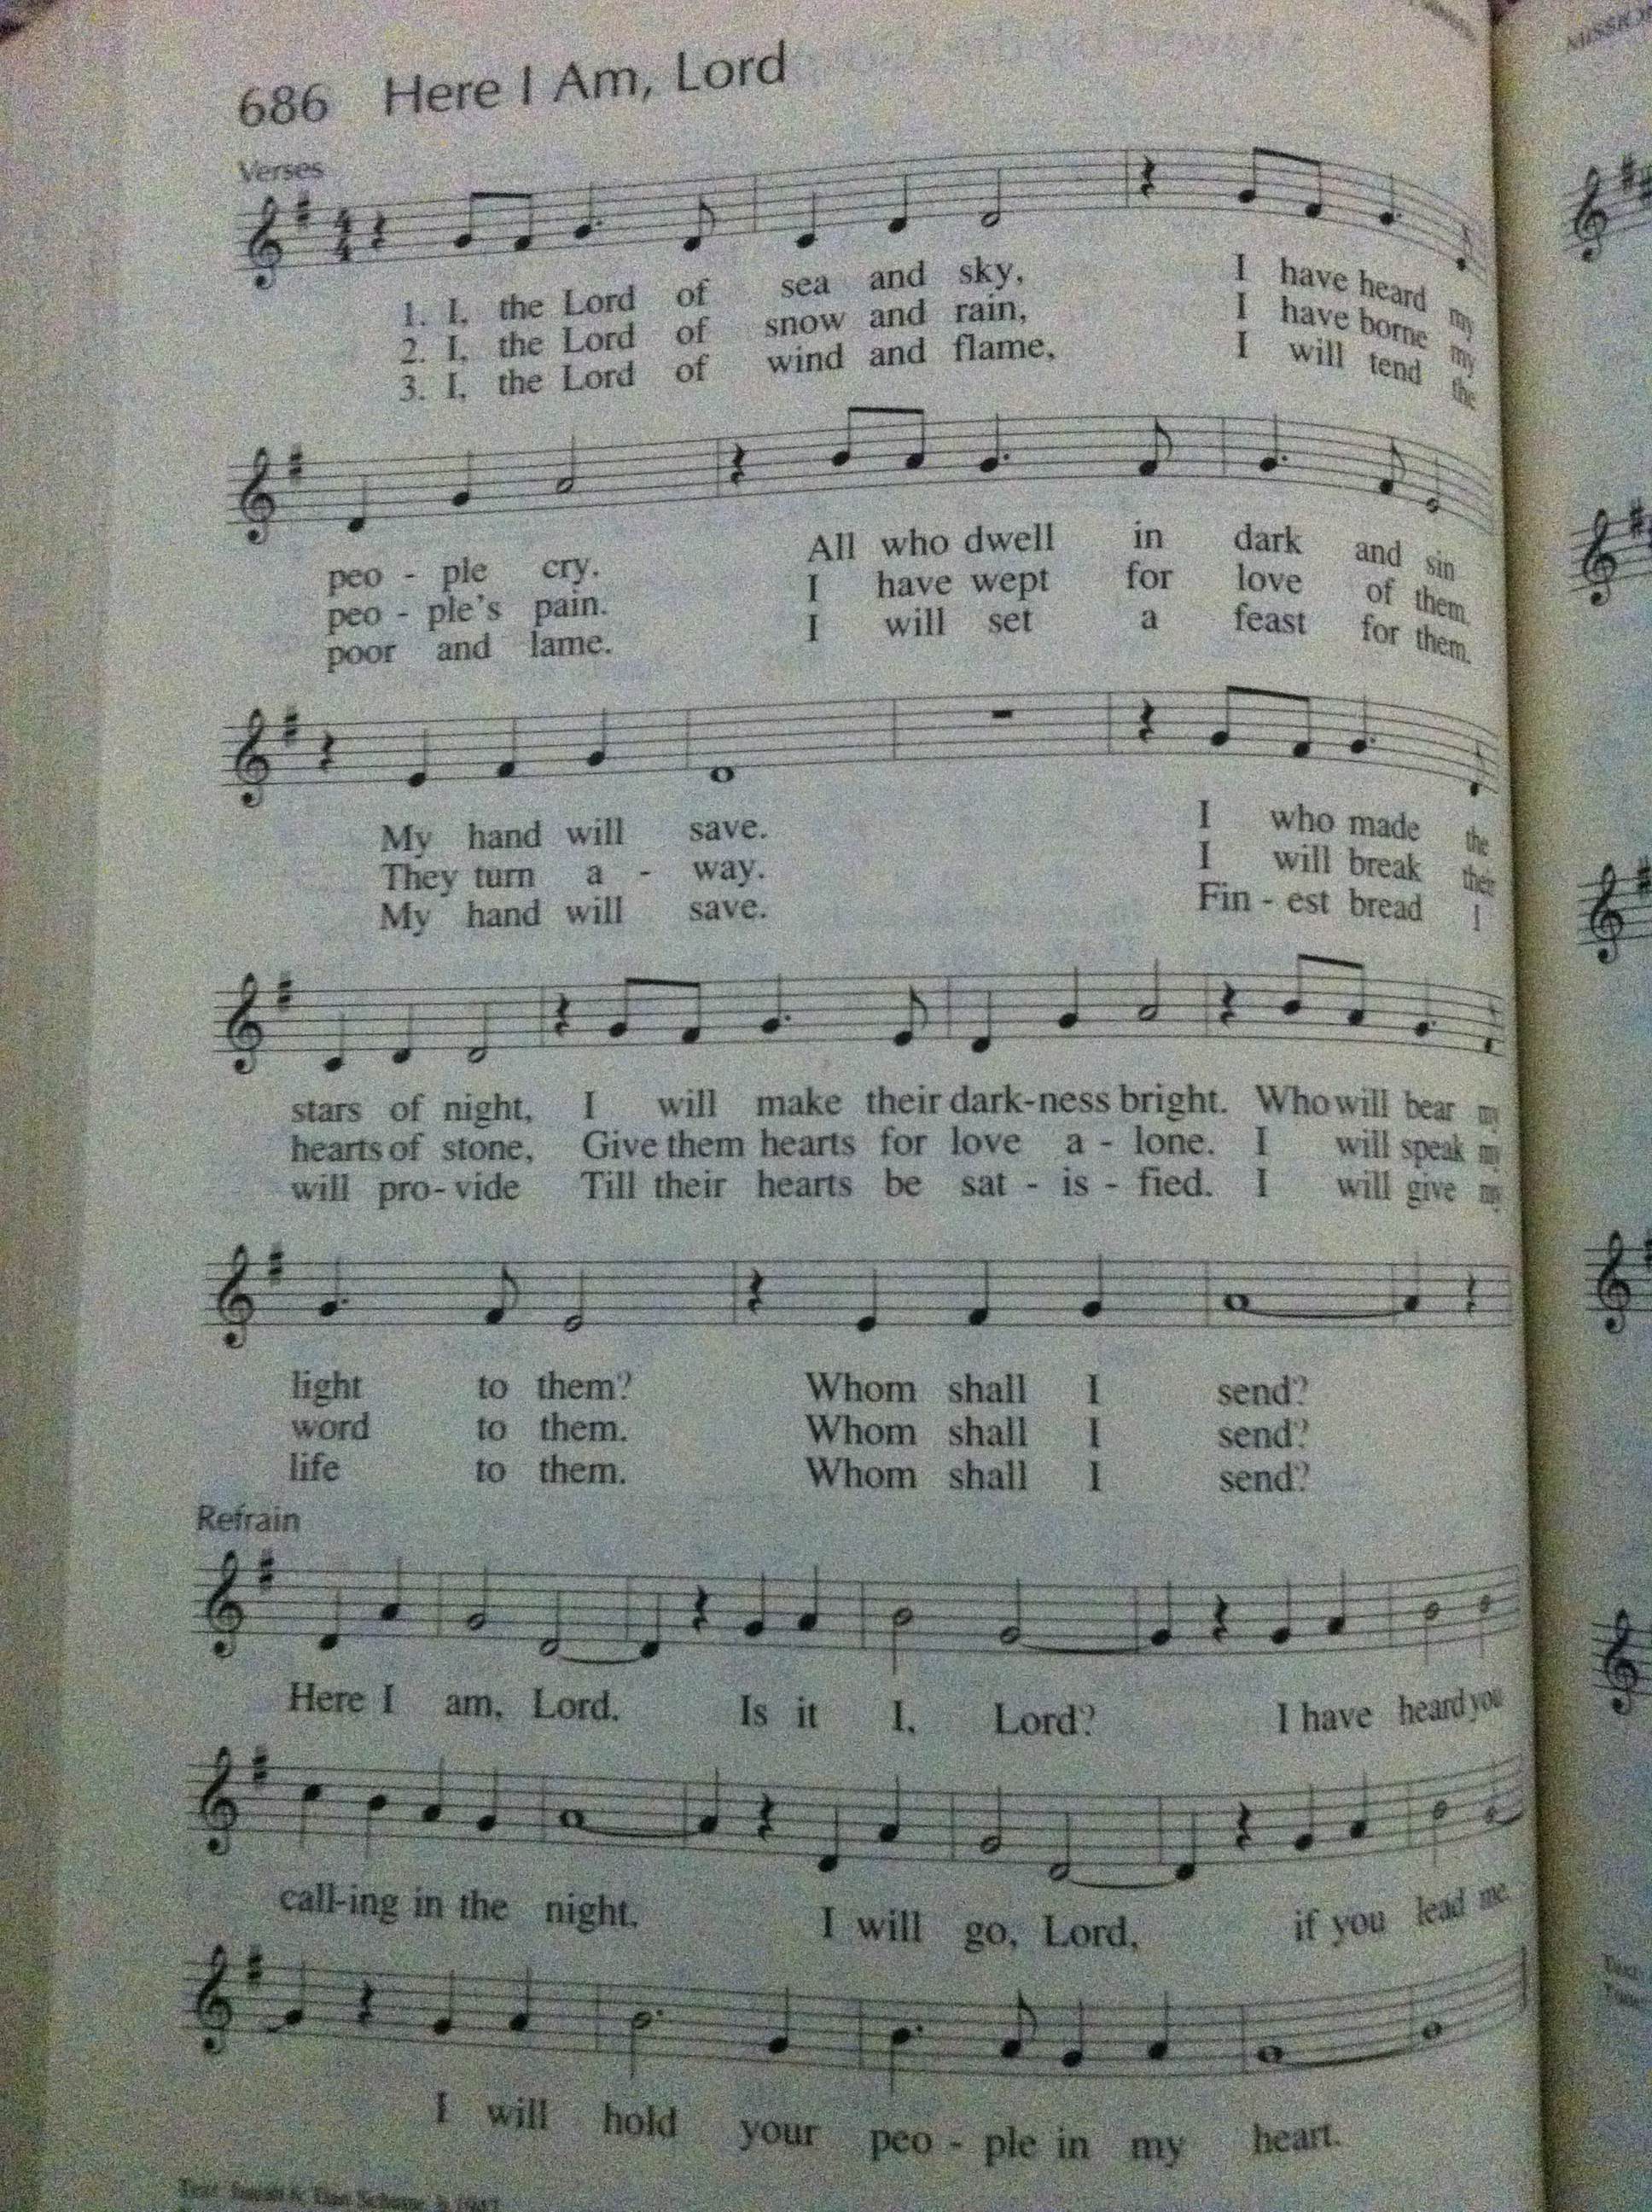 686 Here I Am, Lord
Verses
1. I, the Lord of sea and sky, I have heard my
2. I, the Lord of snow and rain, I have borne my
3. I, the Lord of wind and flame, I will tend the
peo - ple cry. All who dwell in dark and sin
peo - ple's pain. I have wept for love of them.
poor and lame. I will set a feast for them.
My hand will save. I who made the
They turn a - way. I will break their
My hand will save. Fin - est bread I
stars of night, I will make their dark-ness bright. Who will bear my
hearts of stone, Give them hearts for love a - lone. I will speak my
will pro- vide Till their hearts be sat - is - fied. I will give my
light to them? Whom shall I send?
word to them. Whom shall I send?
life to them. Whom shall I send?
Refrain
Here I am, Lord. Is it I, Lord? I have heard you
call-ing in the night. I will go, Lord, if you lead me.
I will hold your peo - ple in my heart.